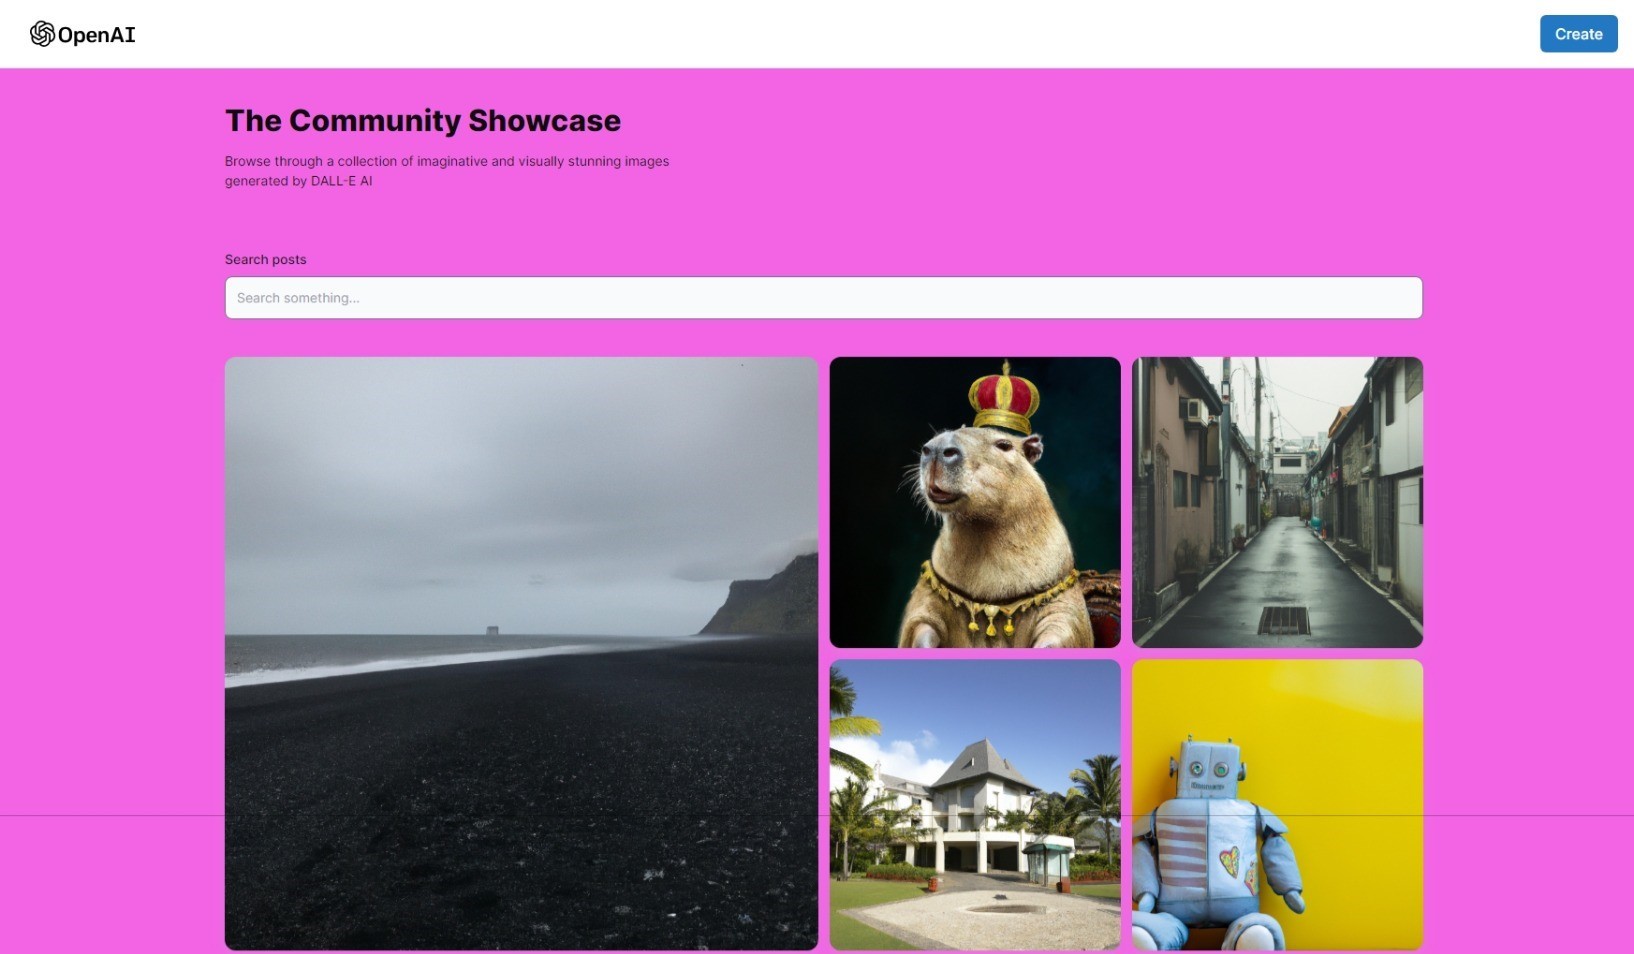 OpenAI
Create
The Community Showcase
Browse through a collection of imaginative and visually stunning images
generated by DALL-E AI
Search posts
Search something...